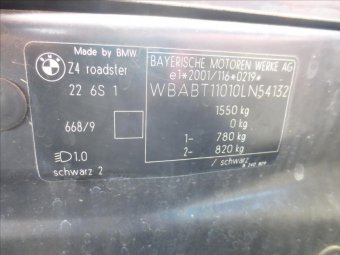 Made by BMW
Z4 roadster
22 6S 1
668/9
1.0
schwarz 2
BAYERISCHE MOTOREN WERKE AG
e1*2001/116*0219*
WBABT11010LN54132
1550 kg
0 kg
1- 780 kg
2- 820 kg
/ schwarz